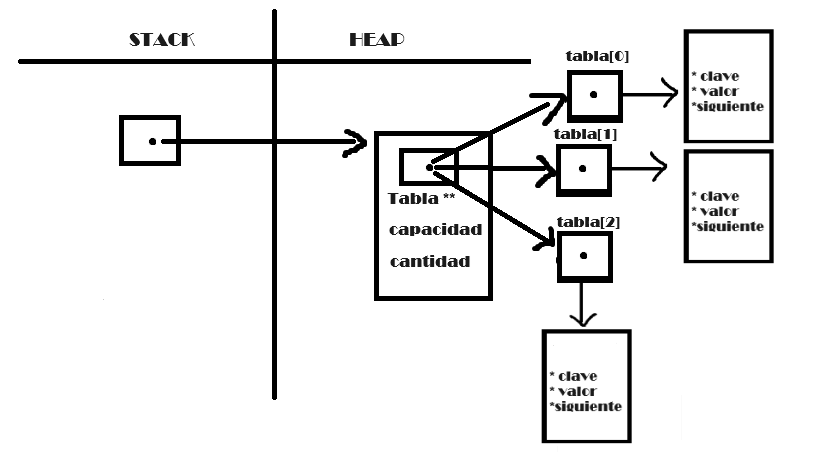 STACK
HEAP
tabla[0]
* clave
* valor
*siguiente
tabla[1]
Tabla **
capacidad
cantidad
* clave
* valor
*siguiente
tabla[2]
* clave
* valor
*siguiente